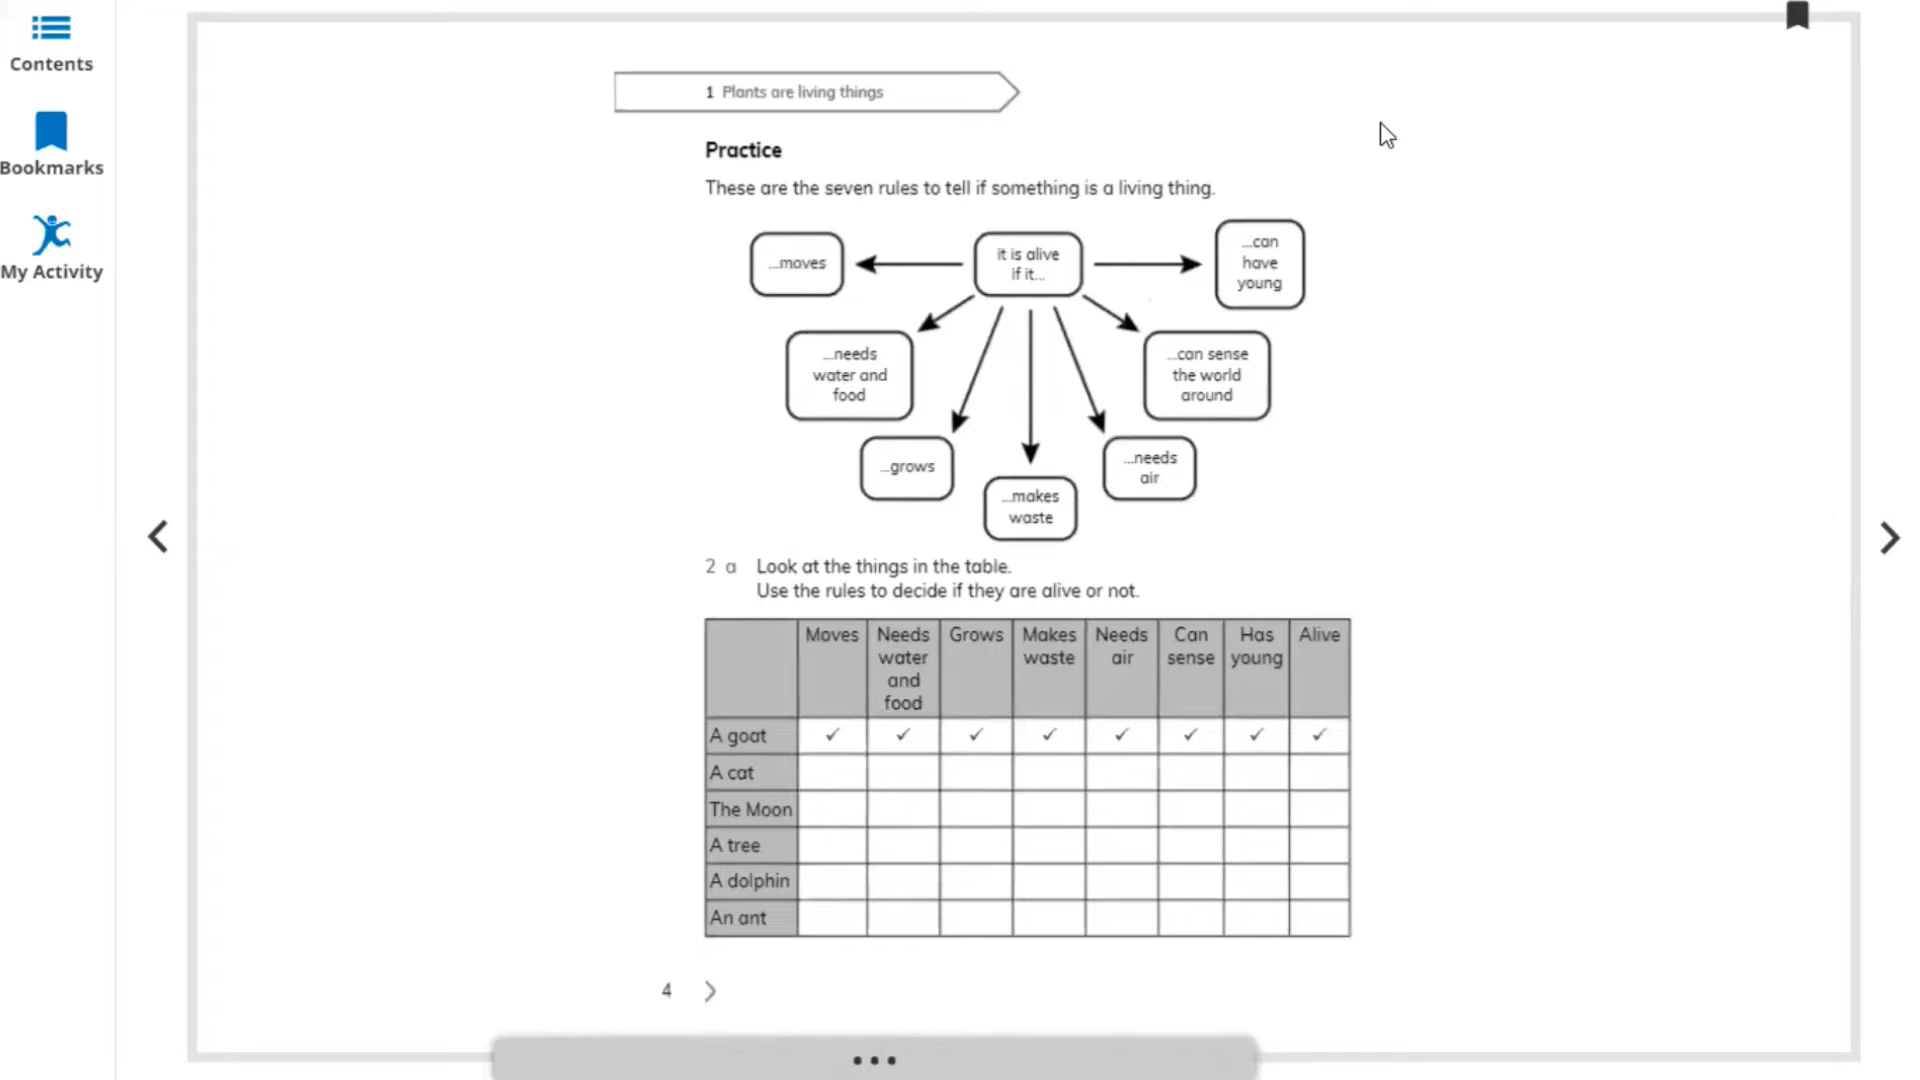 Contents
Bookmarks
My Activity
1 Plants are living things
Practice
These are the seven rules to tell if something is a living thing.
it is alive
if it...
...moves
...can
have
young
...needs
water and
food
...can sense
the world
around
...grows
...needs
air
...makes
waste
2 a Look at the things in the table.
Use the rules to decide if they are alive or not.
Moves Needs water and food Grows Makes waste Needs air Can sense Has young Alive
A goat ✓ ✓ ✓ ✓ ✓ ✓ ✓ ✓
A cat
The Moon
A tree
A dolphin
An ant
4